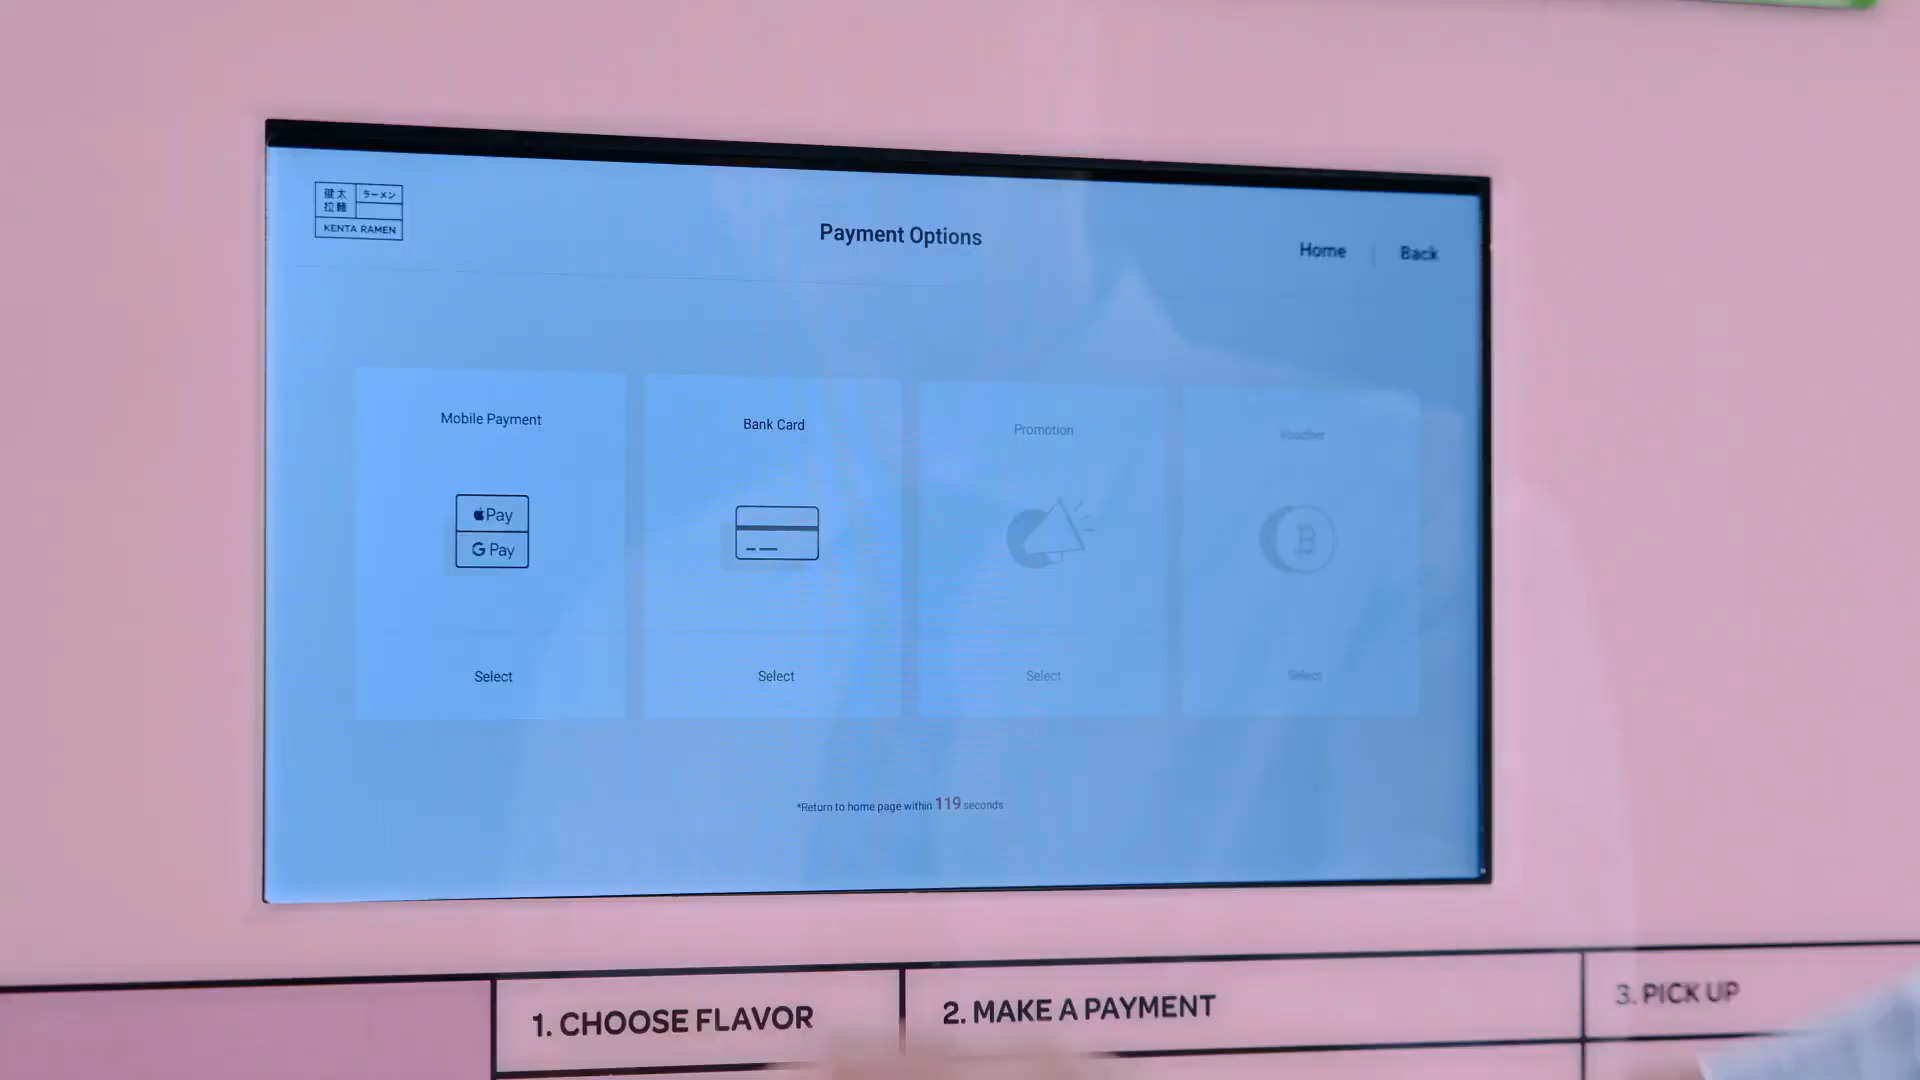 健太 ラーメン
拉麺
KENTA RAMEN
Payment Options
Home
Back
Mobile Payment
Bank Card
Promotion
Voucher
Pay
G Pay
Select
Select
Select
Select
*Return to home page within 119 seconds
1. CHOOSE FLAVOR
2. MAKE A PAYMENT
3. PICK UP